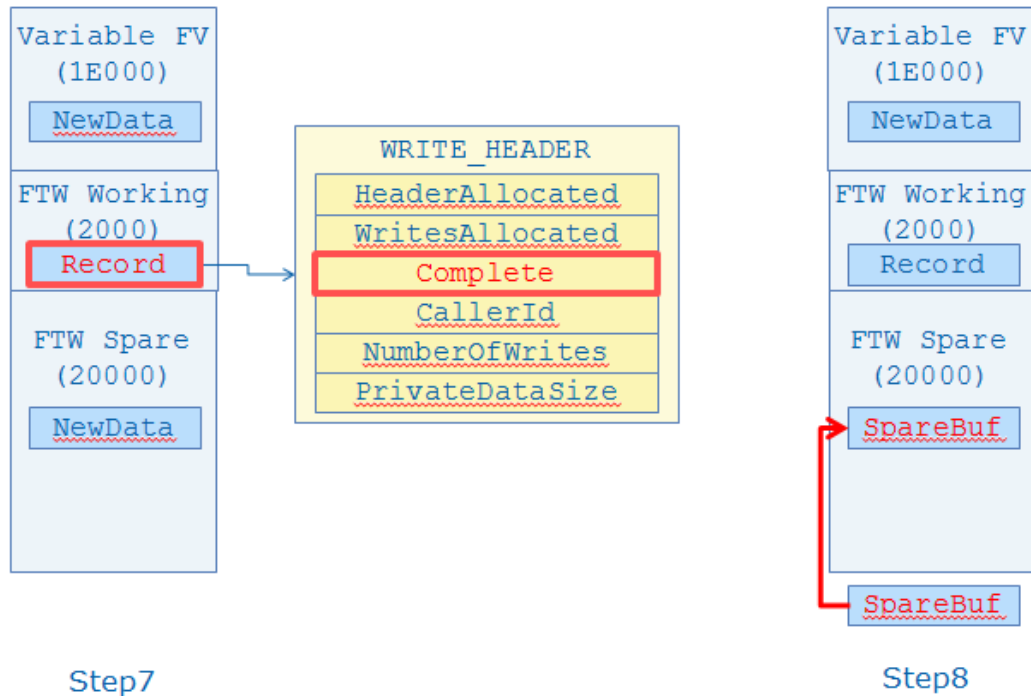 Variable FV
(1E000)
NewData
FTW Working
(2000)
Record
FTW Spare
(20000)
NewData
Step7
WRITE_HEADER
HeaderAllocated
WritesAllocated
Complete
CallerId
NumberOfWrites
PrivateDataSize
Variable FV
(1E000)
NewData
FTW Working
(2000)
Record
FTW Spare
(20000)
SpareBuf
SpareBuf
Step8